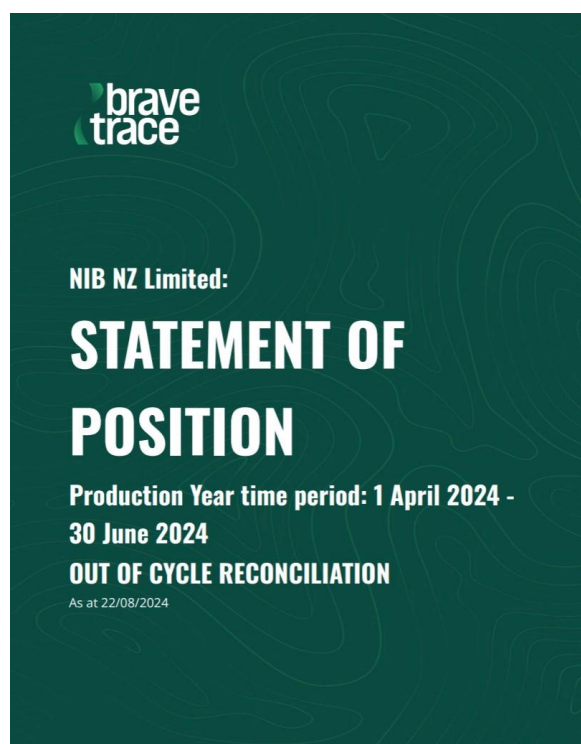 brave
trace
NIB NZ Limited:
STATEMENT OF
POSITION
Production Year time period: 1 April 2024 -
30 June 2024
OUT OF CYCLE RECONCILIATION
As at 22/08/2024